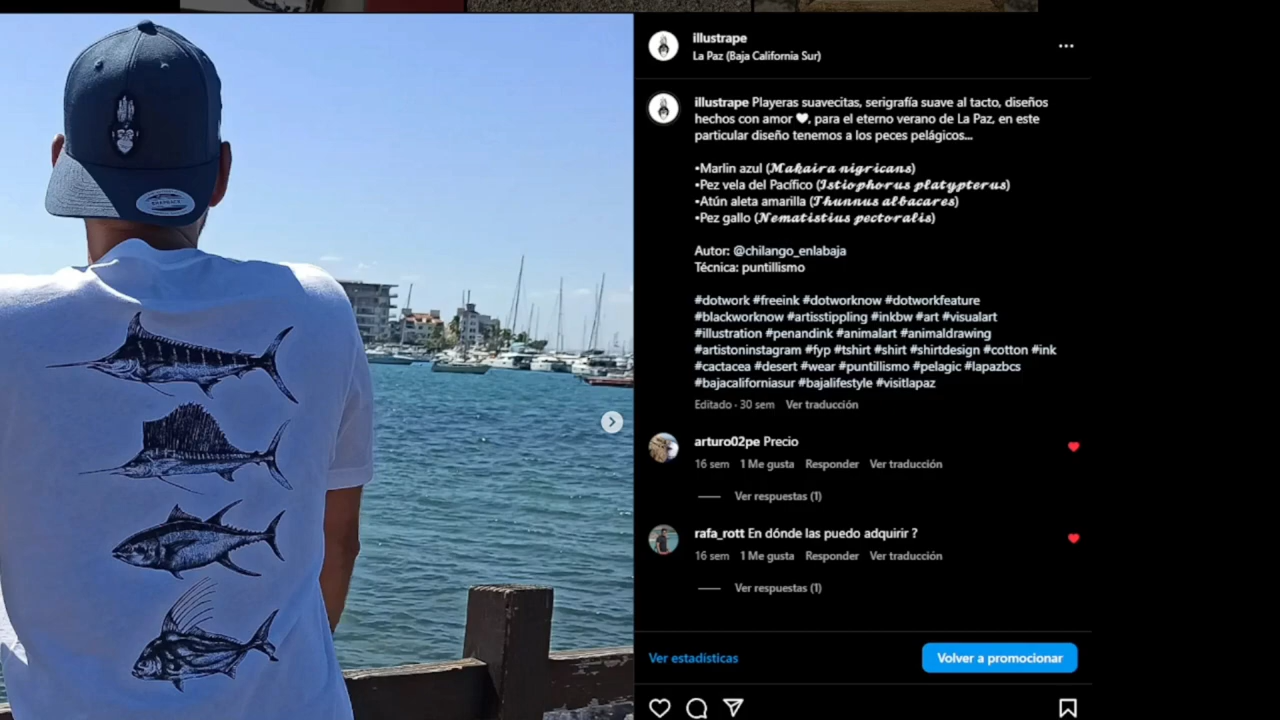 illustrape
La Paz (Baja California Sur)
illustrape Playeras suavecitas, serigrafía suave al tacto, diseños
hechos con amor 🖤, para el eterno verano de La Paz, en este
particular diseño tenemos a los peces pelágicos...
•Marlin azul (𝓜𝓪𝓴𝓪𝓲𝓻𝓪 𝓷𝓲𝓰𝓻𝓲𝓬𝓪𝓷𝓼)
•Pez vela del Pacífico (𝓘𝓼𝓽𝓲𝓸𝓹𝓱𝓸𝓻𝓾𝓼 𝓹𝓵𝓪𝓽𝔂𝓹𝓽𝓮𝓻𝓾𝓼)
•Atún aleta amarilla (𝓣𝓱𝓾𝓷𝓷𝓾𝓼 𝓪𝓵𝓫𝓪𝓬𝓪𝓻𝓮𝓼)
•Pez gallo (𝓝𝓮𝓶𝓪𝓽𝓲𝓼𝓽𝓲𝓾𝓼 𝓹𝓮𝓬𝓽𝓸𝓻𝓪𝓵𝓲𝓼)
Autor: @chilango_enlabaja
Técnica: puntillismo
#dotwork #freeink #dotworknow #dotworkfeature
#blackworknow #artisstippling #inkbw #art #visualart
#illustration #penandink #animalart #animaldrawing
#artistoninstagram #fyp #tshirt #shirt #shirtdesign #cotton #ink
#cactacea #desert #wear #puntillismo #pelagic #lapazbcs
#bajacaliforniasur #bajalifestyle #visitlapaz
Editado · 30 sem Ver traducción
arturo02pe Precio
16 sem 1 Me gusta Responder Ver traducción
Ver respuestas (1)
rafa_rott En dónde las puedo adquirir ?
16 sem 1 Me gusta Responder Ver traducción
Ver respuestas (1)
Ver estadísticas
Volver a promocionar